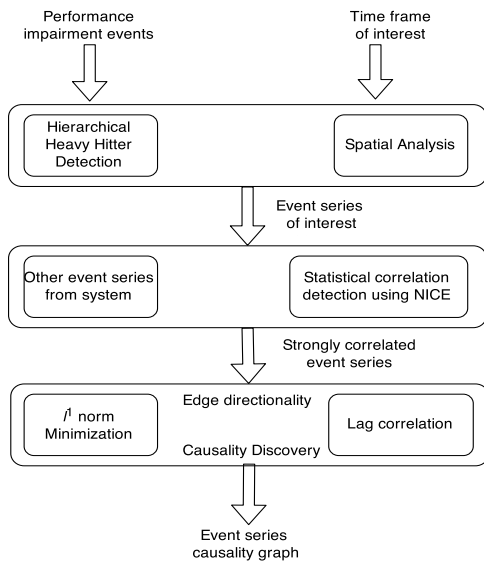 Performance
impairment events
Time frame
of interest
Hierarchical
Heavy Hitter
Detection
Spatial Analysis
Event series
of interest
Other event series
from system
Statistical correlation
detection using NICE
Strongly correlated
event series
l1 norm
Minimization
Edge directionality
Causality Discovery
Lag correlation
Event series
causality graph